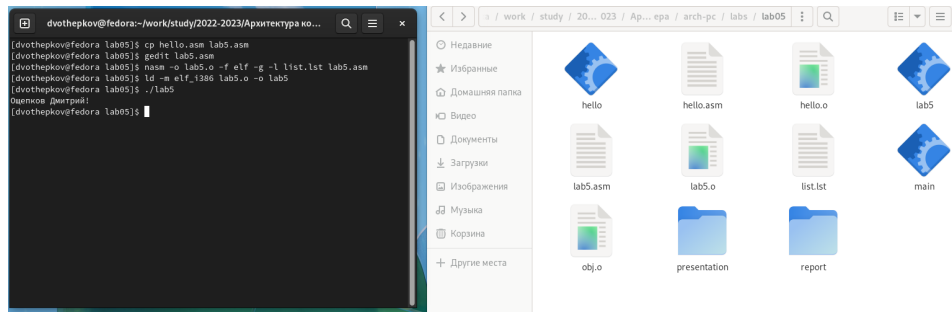 dvothepkov@fedora:~/work/study/2022-2023/Архитектура ко...
[dvothepkov@fedora lab05]$ cp hello.asm lab5.asm
[dvothepkov@fedora lab05]$ gedit lab5.asm
[dvothepkov@fedora lab05]$ nasm -o lab5.o -f elf -g -l list.lst lab5.asm
[dvothepkov@fedora lab05]$ ld -m elf_i386 lab5.o -o lab5
[dvothepkov@fedora lab05]$ ./lab5
Ощепков Дмитрий!
[dvothepkov@fedora lab05]$
/ work / study / 20... 023 / Ар... ера / arch-pc / labs / lab05
Недавние
Избранные
Домашняя папка
Видео
Документы
Загрузки
Изображения
Музыка
Корзина
Другие места
hello hello.asm hello.o lab5
lab5.asm lab5.o list.lst main
obj.o presentation report